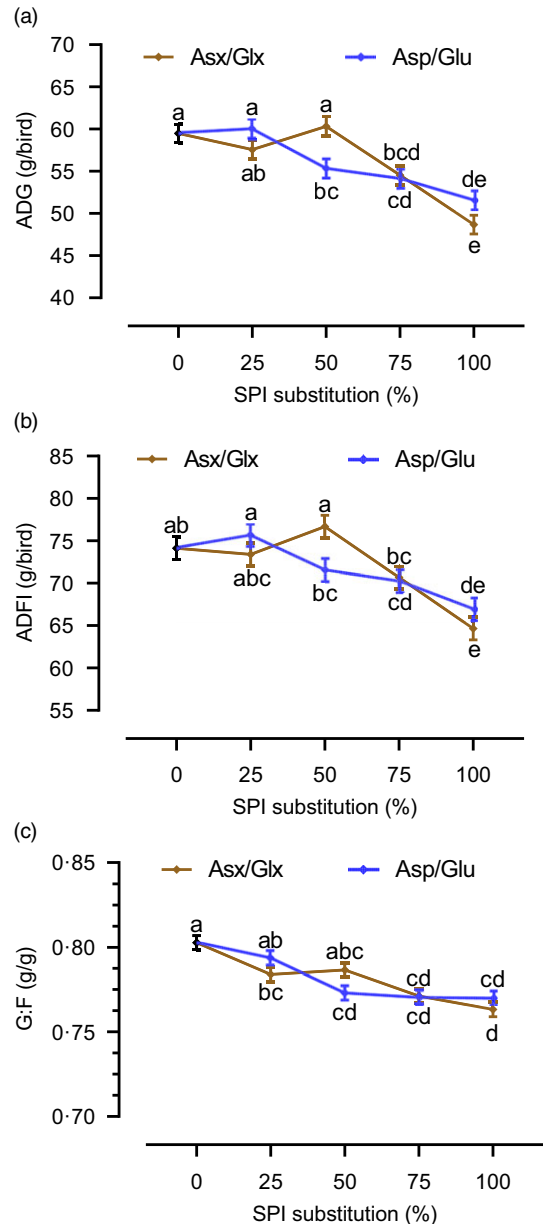 (a)
70
Asx/Glx Asp/Glu
65
a a a
60
ab bcd
55
bc cd de
50
e
45
40
ADG (g/bird)
0 25 50 75 100
SPI substitution (%)
(b)
85
Asx/Glx Asp/Glu
80
ab a a
75
abc bc
70
bc cd de
65
e
60
55
ADFI (g/bird)
0 25 50 75 100
SPI substitution (%)
(c)
0·85
Asx/Glx Asp/Glu
a ab abc cd cd
0·80
bc cd cd d
0·75
0·70
G:F (g/g)
0 25 50 75 100
SPI substitution (%)